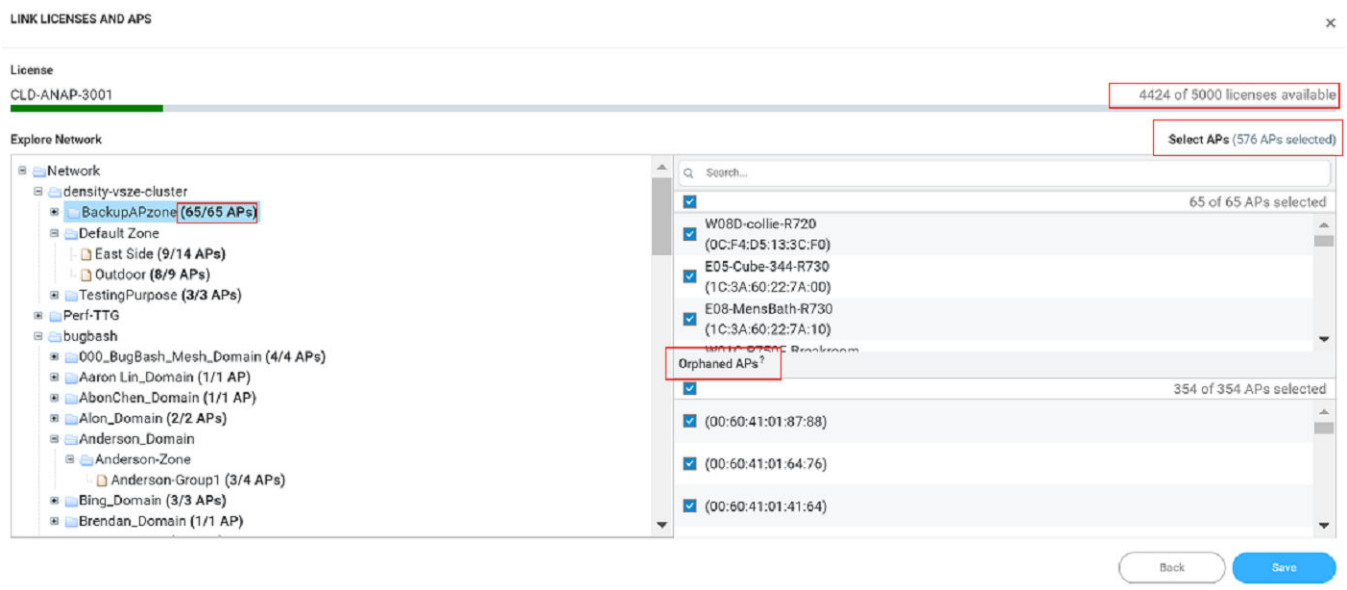 LINK LICENSES AND APS
×
License
CLD-ANAP-3001
4424 of 5000 licenses available
Explore Network
Select APs (576 APs selected)
Network
density-vsze-cluster
BackupAPzone (65/65 APs)
Default Zone
East Side (9/14 APs)
Outdoor (8/9 APs)
TestingPurpose (3/3 APs)
Perf-TTG
bugbash
000_BugBash_Mesh_Domain (4/4 APs)
Aaron Lin_Domain (1/1 AP)
AbonChen_Domain (1/1 AP)
Alon_Domain (2/2 APs)
Anderson_Domain
Anderson-Zone
Anderson-Group1 (3/4 APs)
Bing_Domain (3/3 APs)
Brendan_Domain (1/1 AP)
Search...
65 of 65 APs selected
W08D-collie-R720
(0C:F4:D5:13:3C:F0)
E05-Cube-344-R730
(1C:3A:60:22:7A:00)
E08-MensBath-R730
(1C:3A:60:22:7A:10)
Breakroom
Orphaned APs?
354 of 354 APs selected
(00:60:41:01:87:88)
(00:60:41:01:64:76)
(00:60:41:01:41:64)
Back
Save